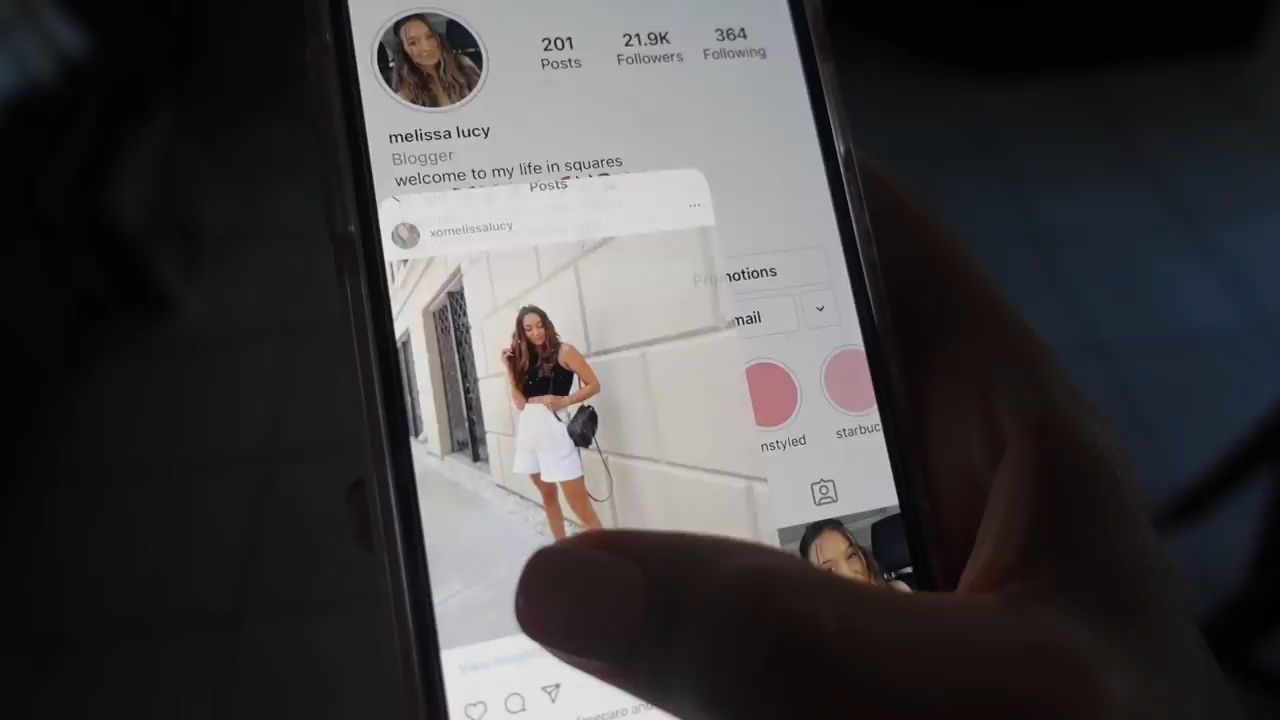 201
Posts
21.9K
Followers
364
Following
melissa lucy
Blogger
welcome to my life in squares
Posts
xomelissalucy
Promotions
mail
nstyled
starbuc